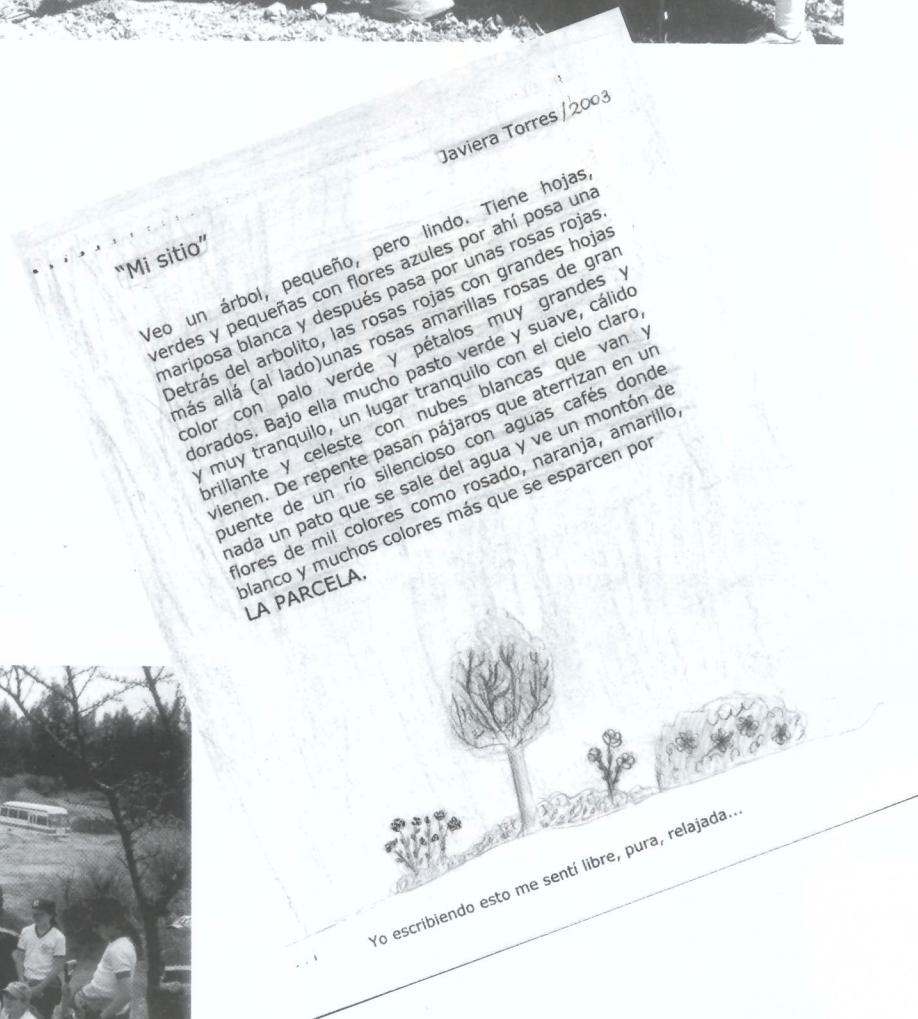 Javiera Torres/2003
“Mi sitio”
Veo un árbol, pequeño, pero lindo. Tiene hojas,
verdes y pequeñas con flores azules por ahí posa una
mariposa blanca y después pasa por unas rosas rojas.
Detrás del arbolito, las rosas rojas con grandes hojas
más allá (al lado)unas rosas amarillas rosas de gran
color con palo verde y pétalos muy grandes y
dorados. Bajo ella mucho pasto verde y suave, cálido
y muy tranquilo, un lugar tranquilo con el cielo claro,
brillante y celeste con nubes blancas que van y
vienen. De repente pasan pájaros que aterrizan en un
puente de un río silencioso con aguas cafés donde
nada un pato que se sale del agua y ve un montón de
flores de mil colores como rosado, naranja, amarillo,
blanco y muchos colores más que se esparcen por
LA PARCELA.
Yo escribiendo esto me sentí libre, pura, relajada...